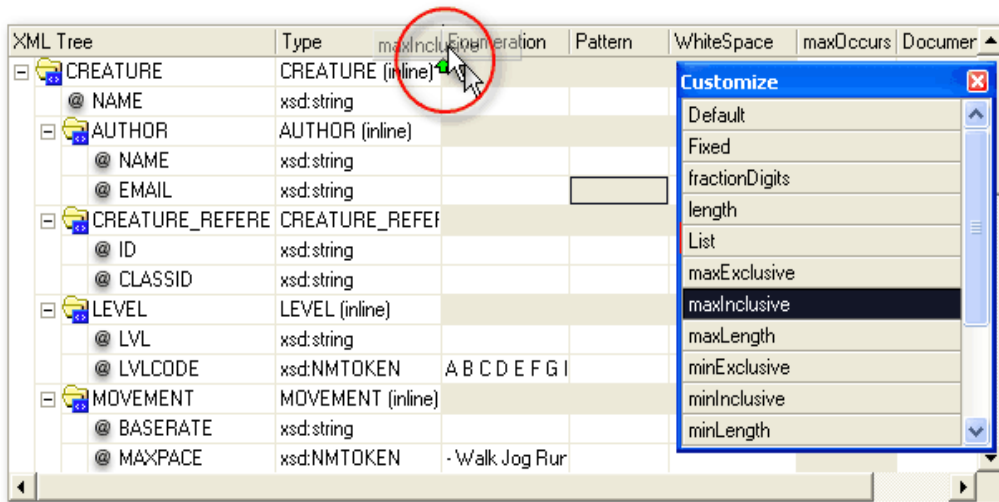 XML Tree Type maxInclusive Enumeration Pattern WhiteSpace maxOccurs Documer
CREATURE CREATURE (inline)
@ NAME xsd:string
AUTHOR AUTHOR (inline)
@ NAME xsd:string
@ EMAIL xsd:string
CREATURE_REFERE CREATURE_REFEF
@ ID xsd:string
@ CLASSID xsd:string
LEVEL LEVEL (inline)
@ LVL xsd:string
@ LVLCODE xsd:NMTOKEN A B C D E F G I
MOVEMENT MOVEMENT (inline)
@ BASERATE xsd:string
@ MAXPACE xsd:NMTOKEN - Walk Jog Rur
Customize
Default
Fixed
fractionDigits
length
List
maxExclusive
maxInclusive
maxLength
minExclusive
minInclusive
minLength